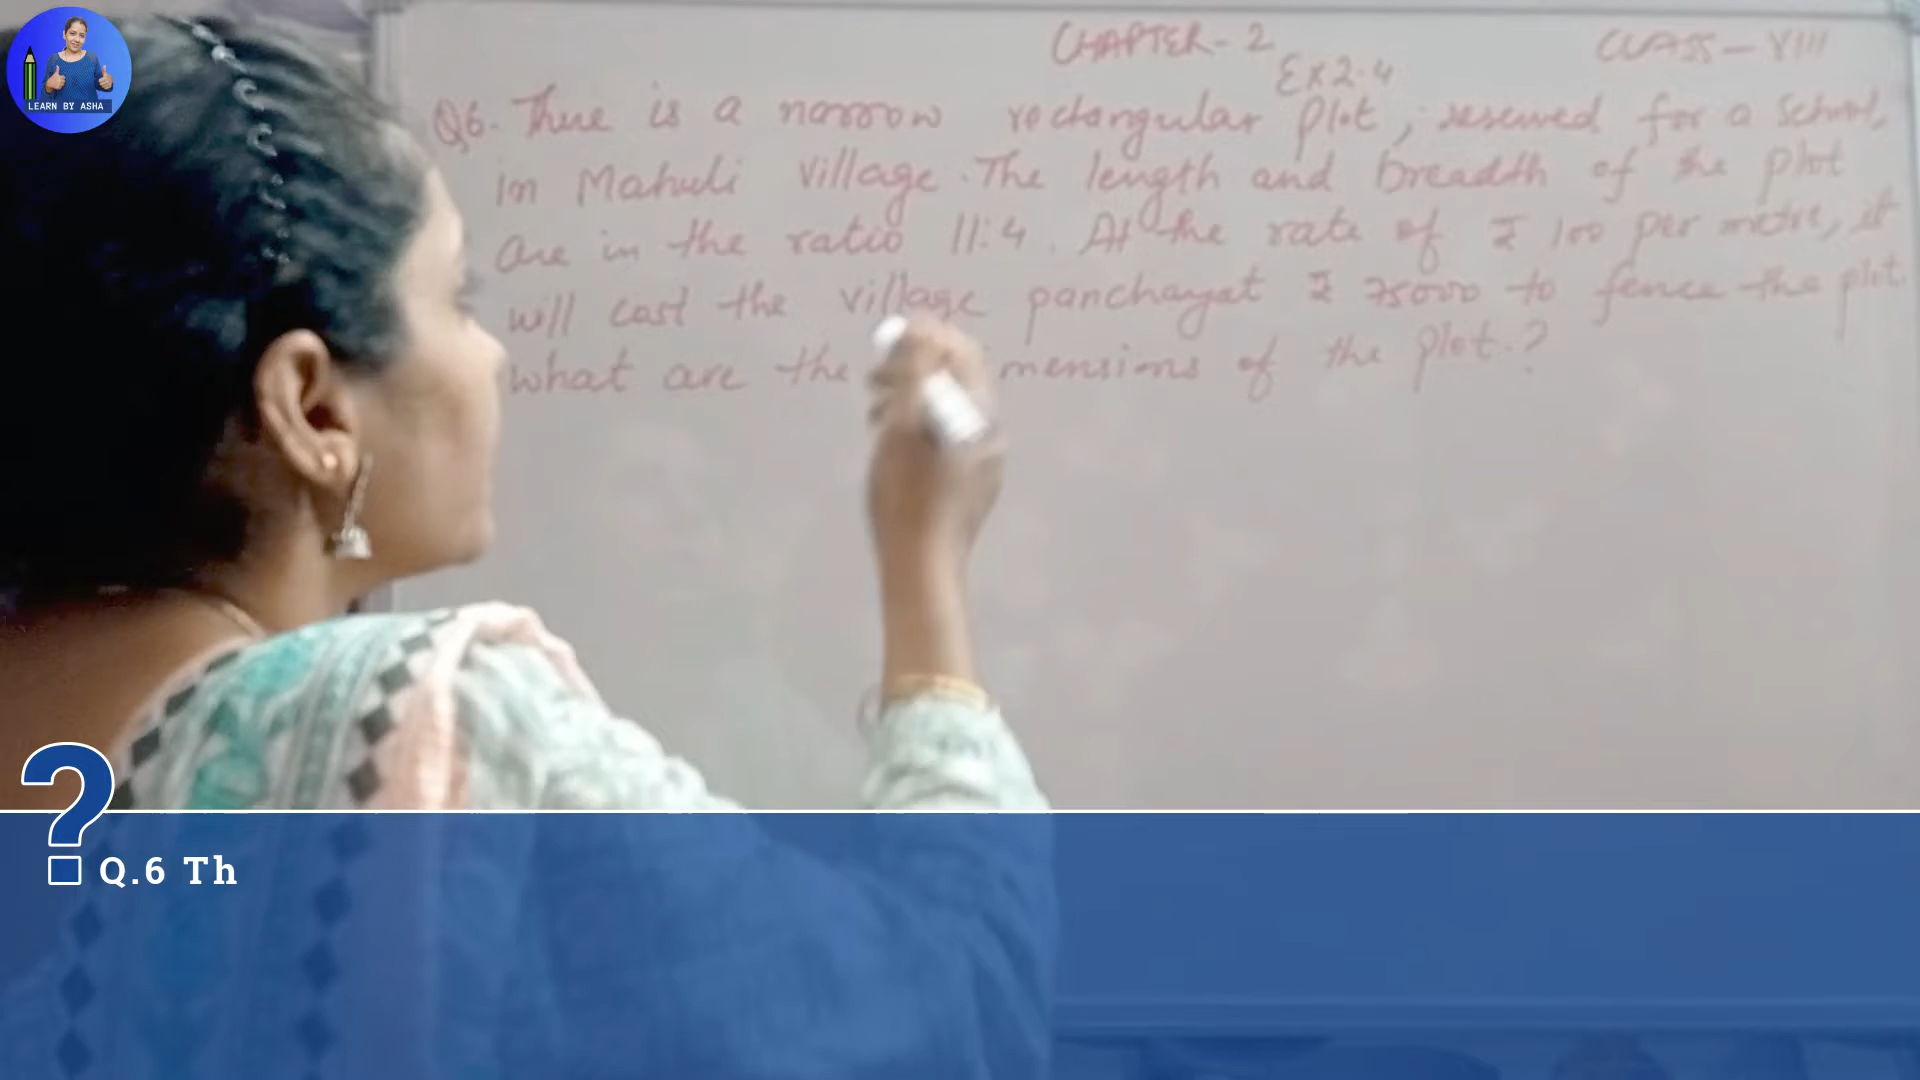 LEARN BY ASHA
CHAPTER-2
CLASS-VIII
Ex2.4
Q6. There is a narrow rectangular plot, reserved for a school,
in Mahuli village. The length and breadth of the plot
are in the ratio 11:4. At the rate of ₹ 100 per metre, it
will cost the village panchayat ₹ 75000 to fence the plot.
what are the mensions of the plot.?
?
Q.6 Th